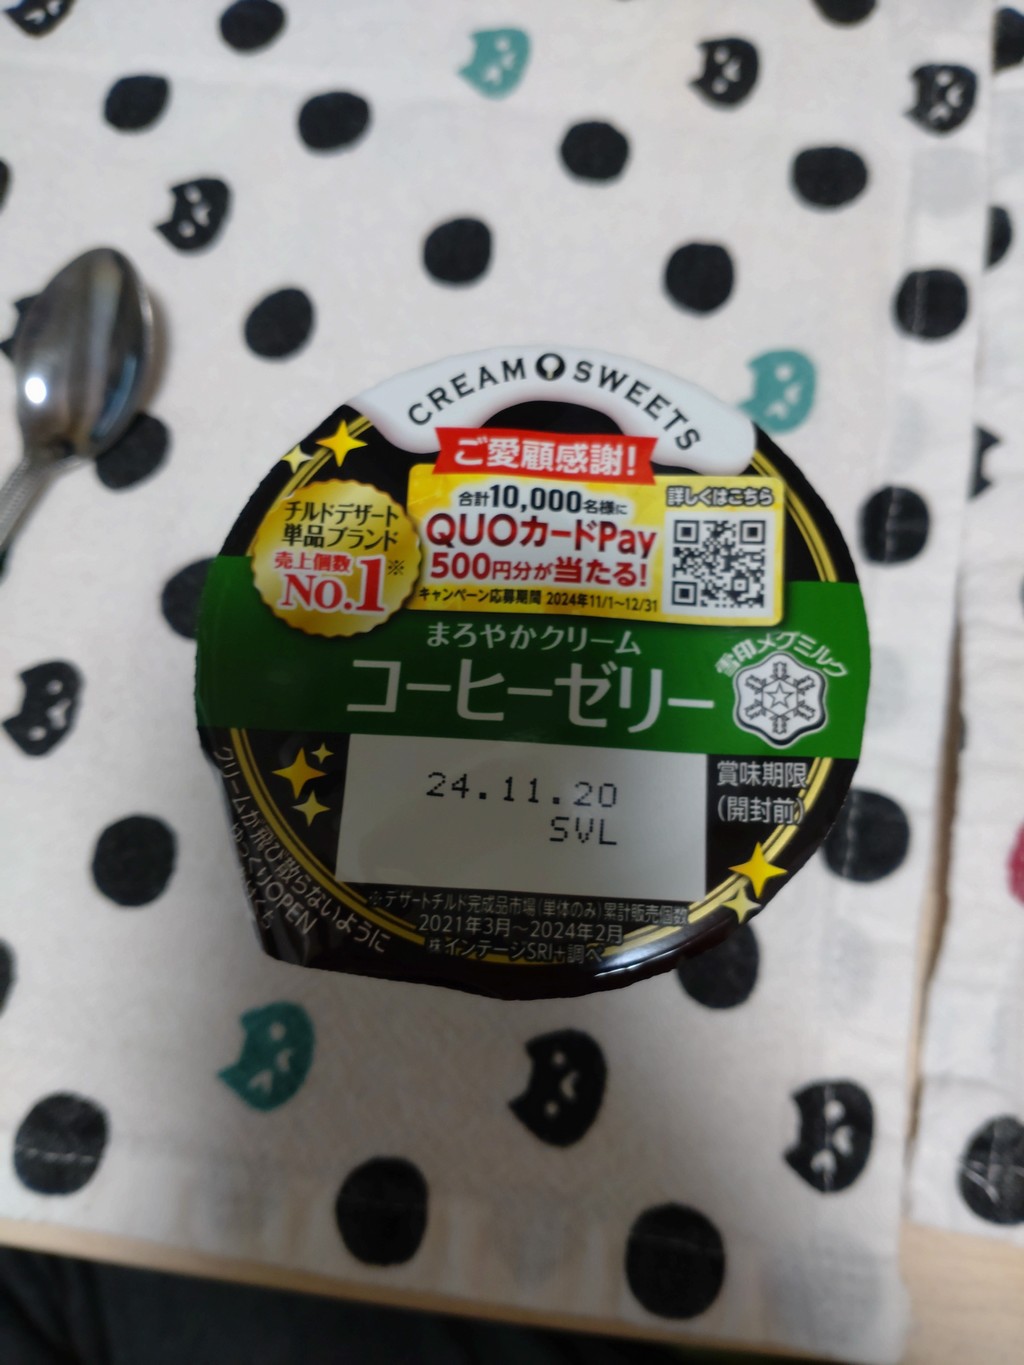 CREAM SWEETS
ご愛顧感謝!
チルドデザート
単品ブランド
売上個数
No.1※
合計10,000名様に
QUOカードPay
500円分が当たる!
キャンペーン応募期間 2024年11/1~12/31
詳しくはこちら
まろやかクリーム
コーヒーゼリー
雪印メグミルク
24.11.20
SVL
賞味期限
(開封前)
クリームが飛び散らないように
ゆっくりOPEN
※デザートチルド完成品市場(単体のみ)累計販売個数
2021年3月~2024年2月
株インテージSRI+調べ